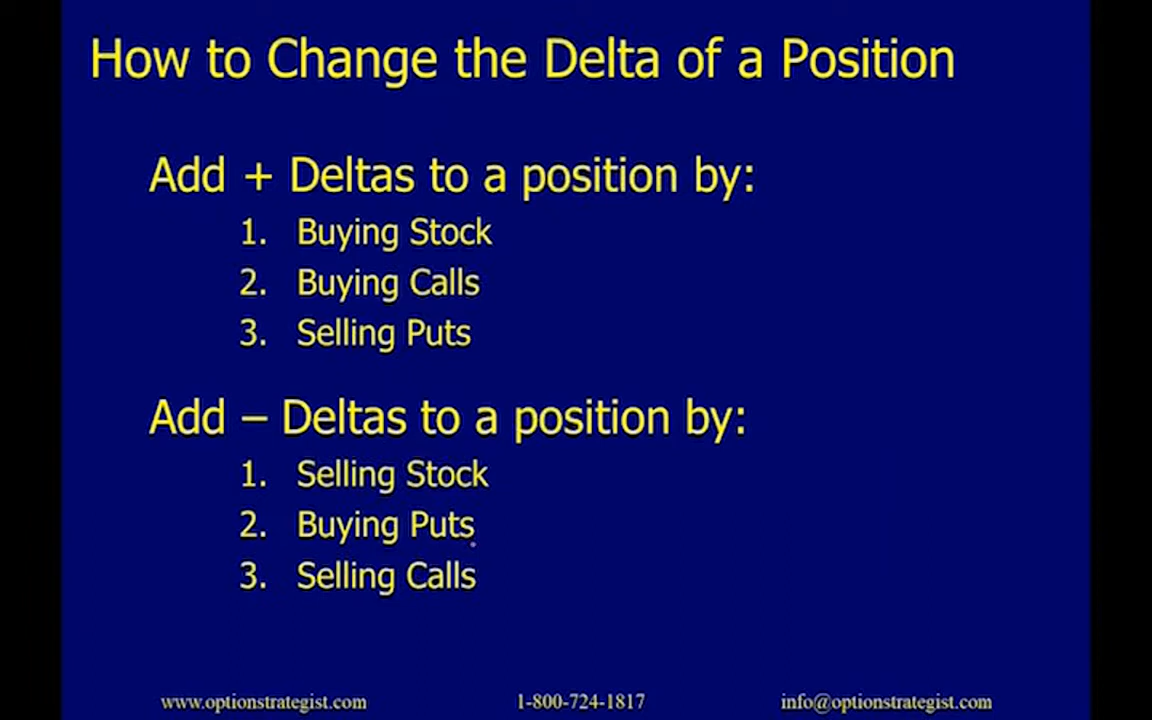 How to Change the Delta of a Position
Add + Deltas to a position by:
1. Buying Stock
2. Buying Calls
3. Selling Puts
Add – Deltas to a position by:
1. Selling Stock
2. Buying Puts
3. Selling Calls
www.optionstrategist.com 1-800-724-1817 info@optionstrategist.com